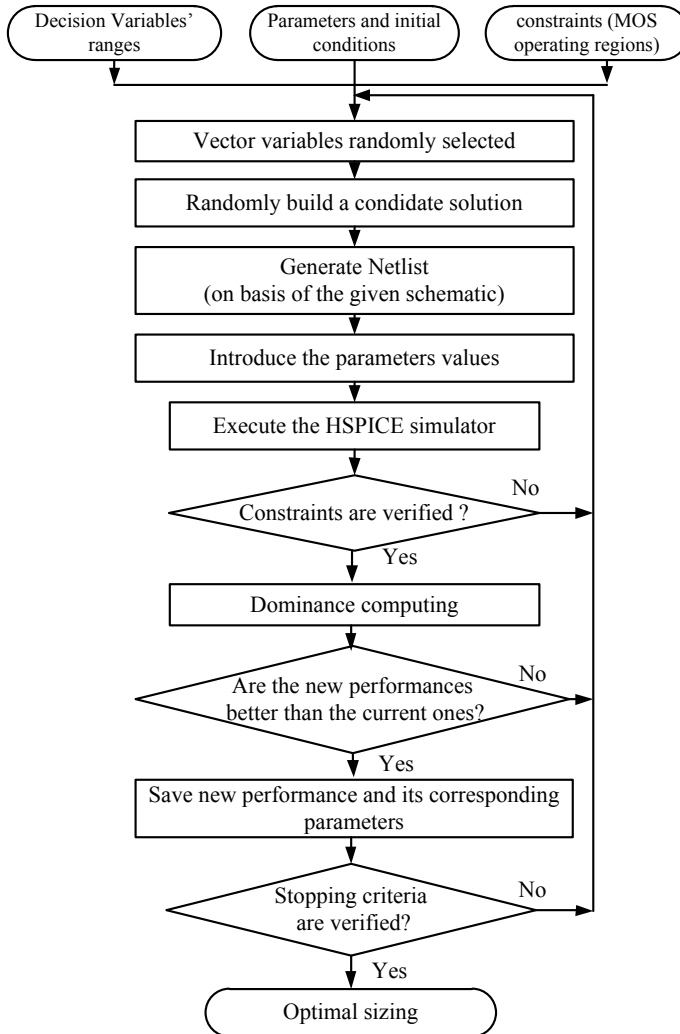 Decision Variables’
ranges
Parameters and initial
conditions
constraints (MOS
operating regions)
Vector variables randomly selected
Randomly build a candidate solution
Generate Netlist
(on basis of the given schematic)
Introduce the parameters values
Execute the HSPICE simulator
No
Constraints are verified ?
Yes
Dominance computing
No
Are the new performances
better than the current ones?
Yes
Save new performance and its corresponding
parameters
No
Stopping criteria
are verified?
Yes
Optimal sizing